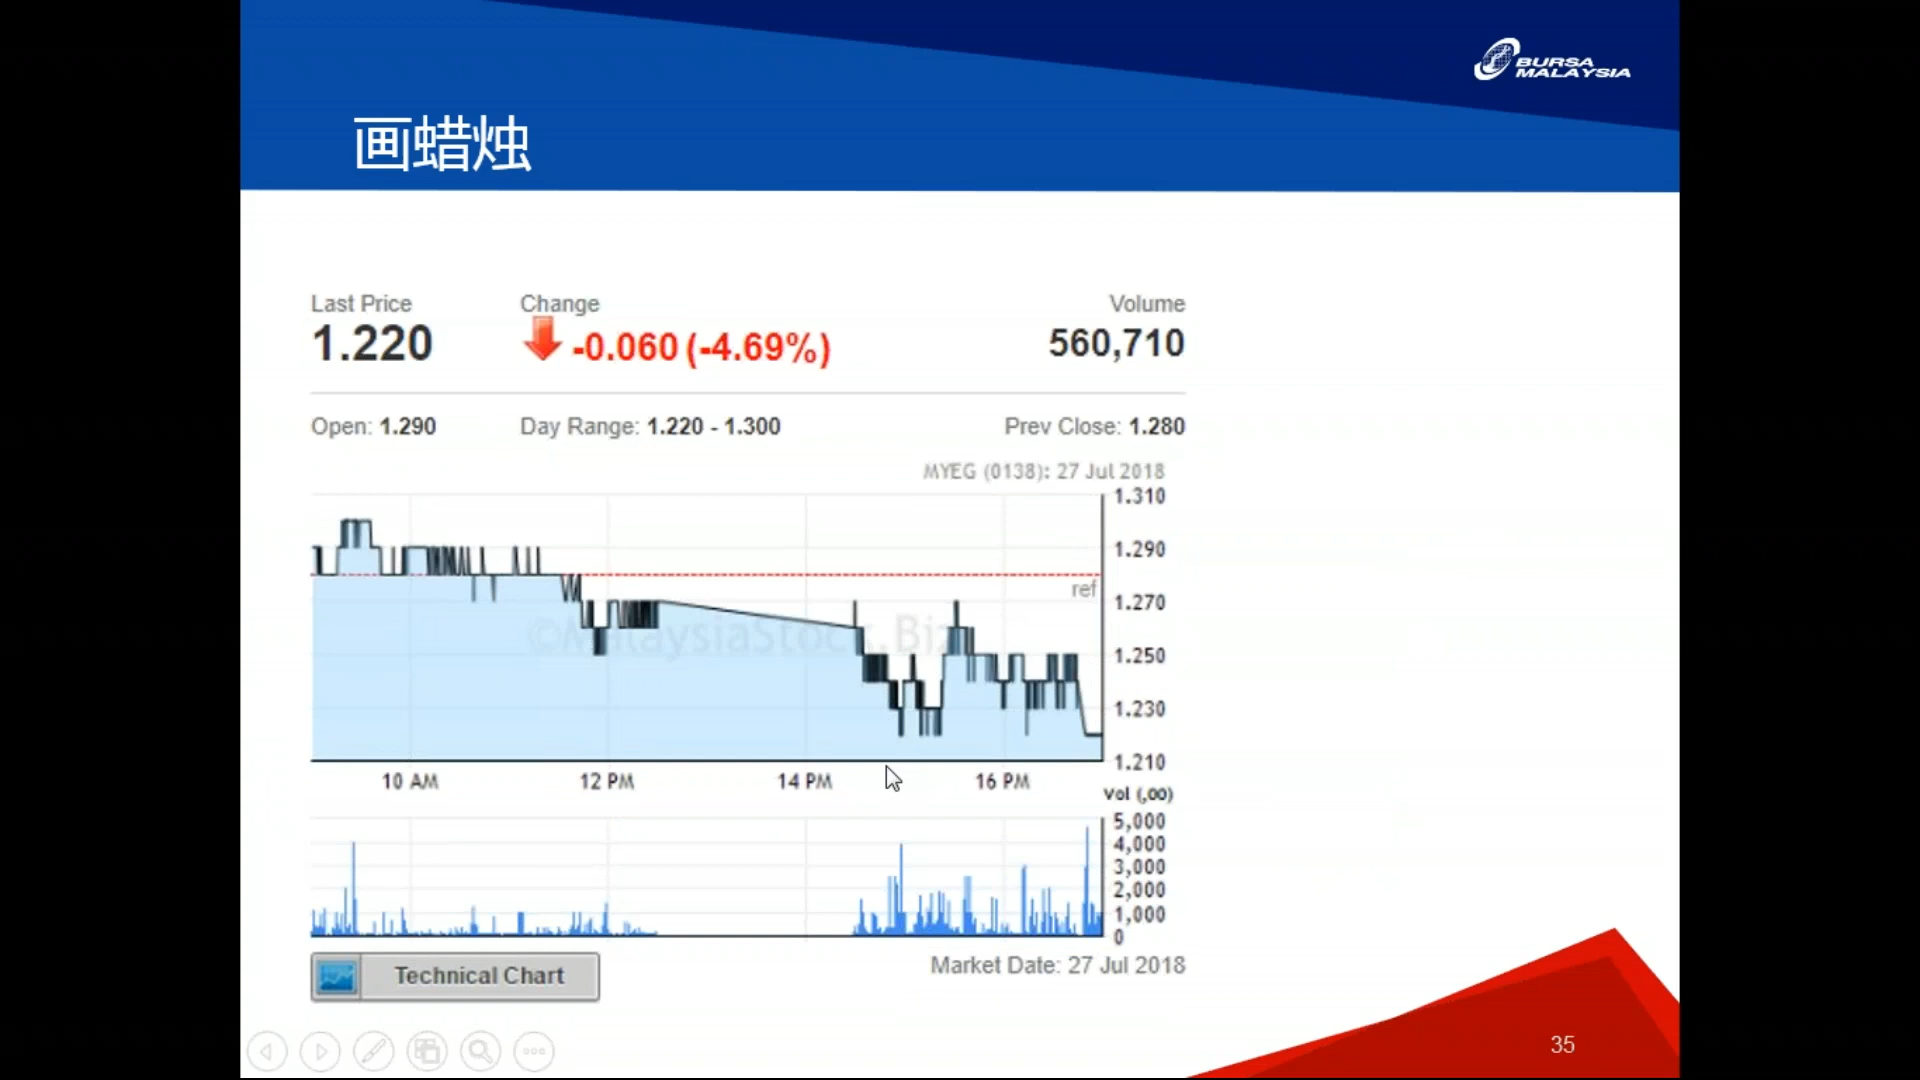 BURSA
MALAYSIA
画蜡烛
Last Price
Change
Volume
1.220
-0.060 (-4.69%)
560,710
Open: 1.290
Day Range: 1.220 - 1.300
Prev Close: 1.280
MYEG (0138): 27 Jul 2018
1.310
1.290
ref
1.270
©MalaysiaStock.Biz
1.250
1.230
1.210
10 AM
12 PM
14 PM
16 PM
Vol (,00)
5,000
4,000
3,000
2,000
1,000
0
Technical Chart
Market Date: 27 Jul 2018
35